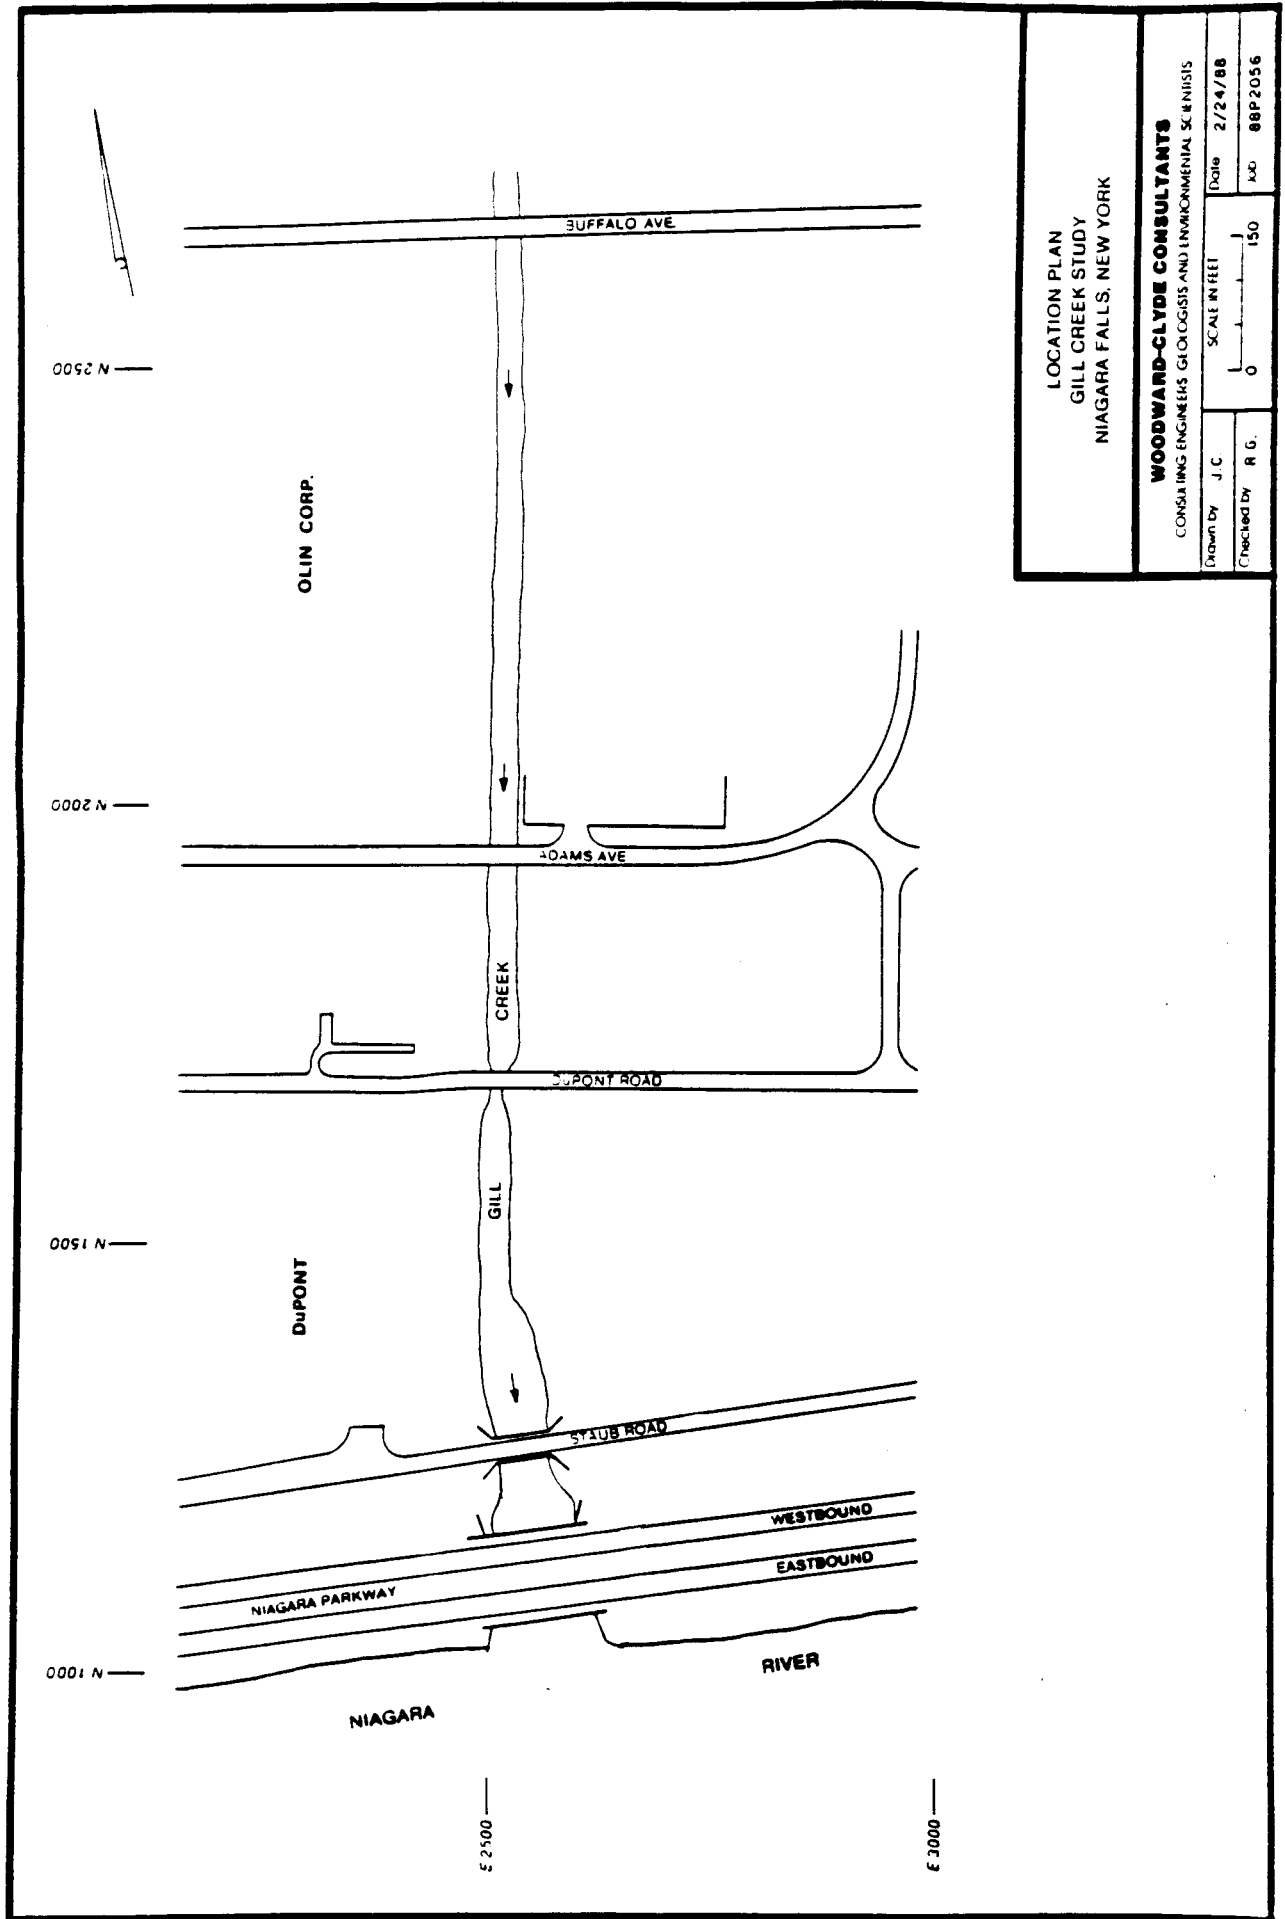 BUFFALO AVE.
N 2500
OLIN CORP.
N 2000
ADAMS AVE
CREEK
DuPONT ROAD
GILL
N 1500
DuPONT
STAUB ROAD
WESTBOUND
EASTBOUND
NIAGARA PARKWAY
N 1000
RIVER
NIAGARA
E 2500
E 3000
LOCATION PLAN
GILL CREEK STUDY
NIAGARA FALLS, NEW YORK
WOODWARD-CLYDE CONSULTANTS
CONSULTING ENGINEERS GEOLOGISTS AND ENVIRONMENTAL SCIENTISTS
Drawn by J.C.
SCALE IN FEET
0 150
Date 2/24/88
Checked by R.G.
Job 88P2056